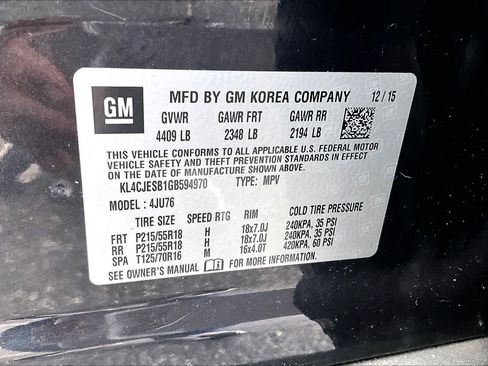 GM
MFD BY GM KOREA COMPANY 12 / 15
GVWR GAWR FRT GAWR RR
4409 LB 2348 LB 2194 LB
THIS VEHICLE CONFORMS TO ALL APPLICABLE U.S. FEDERAL MOTOR
VEHICLE SAFETY AND THEFT PREVENTION STANDARDS IN EFFECT ON
THE DATE OF MANUFACTURE SHOWN ABOVE.
KL4CJESB1GB594970 TYPE: MPV
MODEL: 4JU76
TIRE SIZE SPEED RTG RIM COLD TIRE PRESSURE
FRT P215/55R18 H 18x7.0J 240KPA, 35 PSI
RR P215/55R18 H 18x7.0J 240KPA, 35 PSI
SPA T125/70R16 M 16x4.0T 420KPA, 60 PSI
SEE OWNER'S MANUAL FOR MORE INFORMATION.